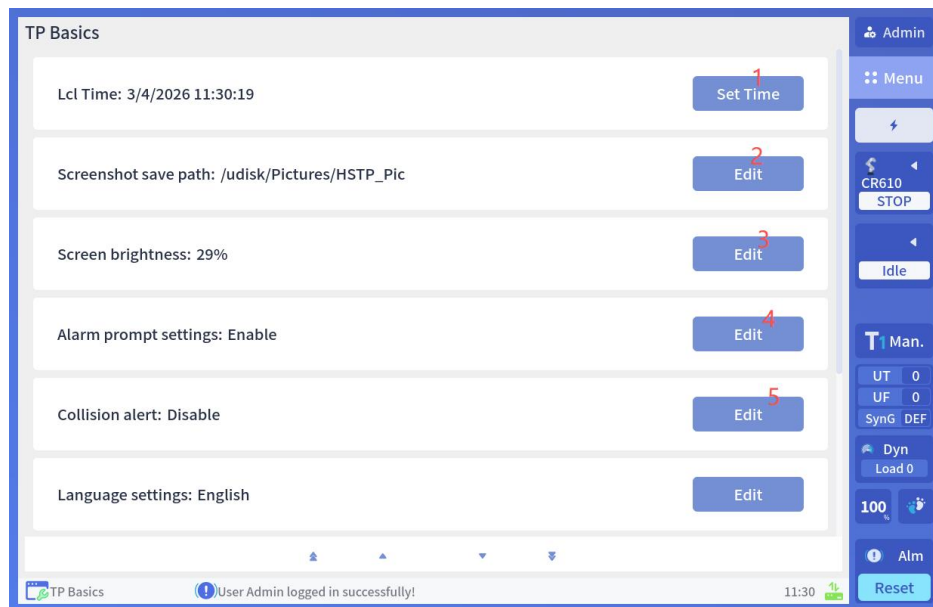 TP Basics
Admin
Menu
Lcl Time: 3/4/2026 11:30:19
1
Set Time
Screenshot save path: /udisk/Pictures/HSTP_Pic
2
Edit
CR610
STOP
Screen brightness: 29%
3
Edit
Idle
Alarm prompt settings: Enable
4
Edit
T1 Man.
UT 0
UF 0
SynG DEF
Collision alert: Disable
5
Edit
Dyn
Load 0
Language settings: English
Edit
100 %
Alm
TP Basics
User Admin logged in successfully!
11:30
Reset